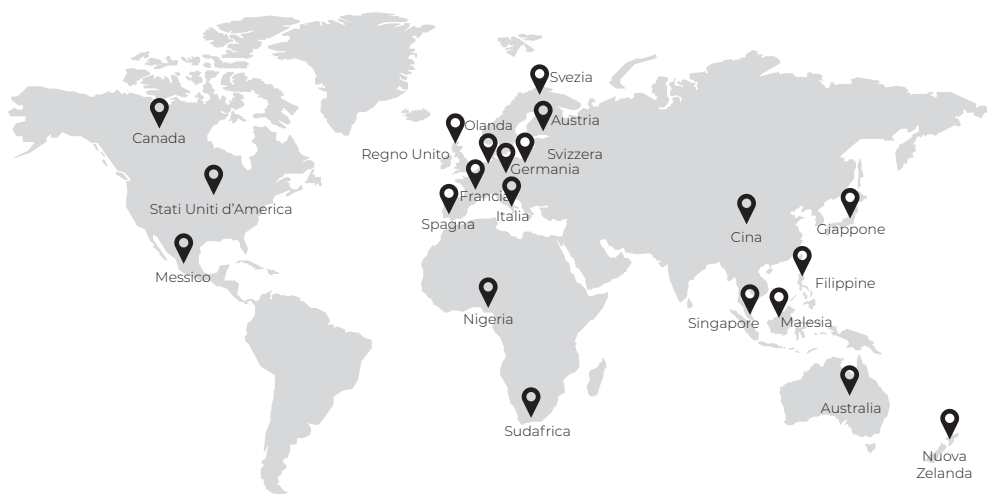 Svezia
Olanda
Austria
Canada
Regno Unito
Svizzera
Germania
Francia
Stati Uniti d'America
Italia
Spagna
Giappone
Cina
Messico
Filippine
Nigeria
Singapore
Malesia
Australia
Sudafrica
Nuova
Zelanda